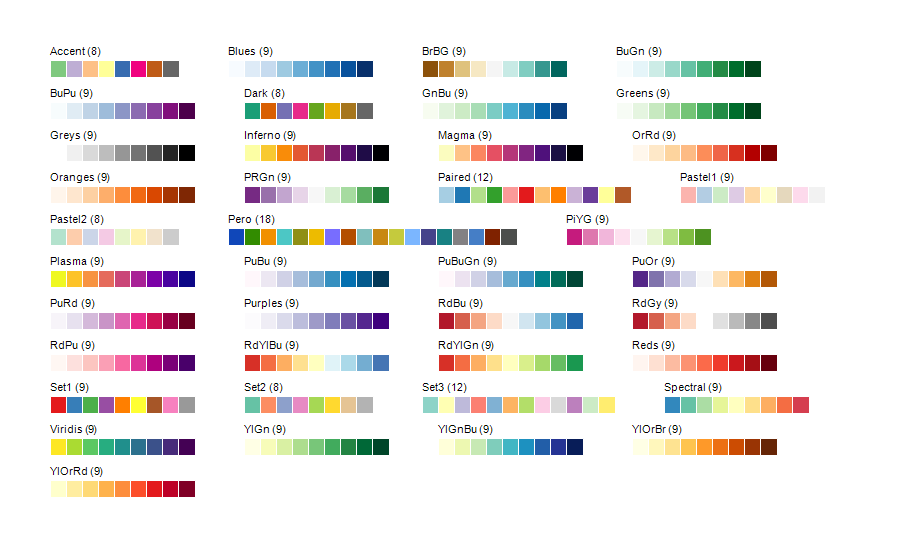 Accent (8) Blues (9) BrBG (9) BuGn (9)
BuPu (9) Dark (8) GnBu (9) Greens (9)
Greys (9) Inferno (9) Magma (9) OrRd (9)
Oranges (9) PRGn (9) Paired (12) Pastel1 (9)
Pastel2 (8) Pero (18) PiYG (9)
Plasma (9) PuBu (9) PuBuGn (9) PuOr (9)
PuRd (9) Purples (9) RdBu (9) RdGy (9)
RdPu (9) RdYlBu (9) RdYlGn (9) Reds (9)
Set1 (9) Set2 (8) Set3 (12) Spectral (9)
Viridis (9) YlGn (9) YlGnBu (9) YlOrBr (9)
YlOrRd (9)